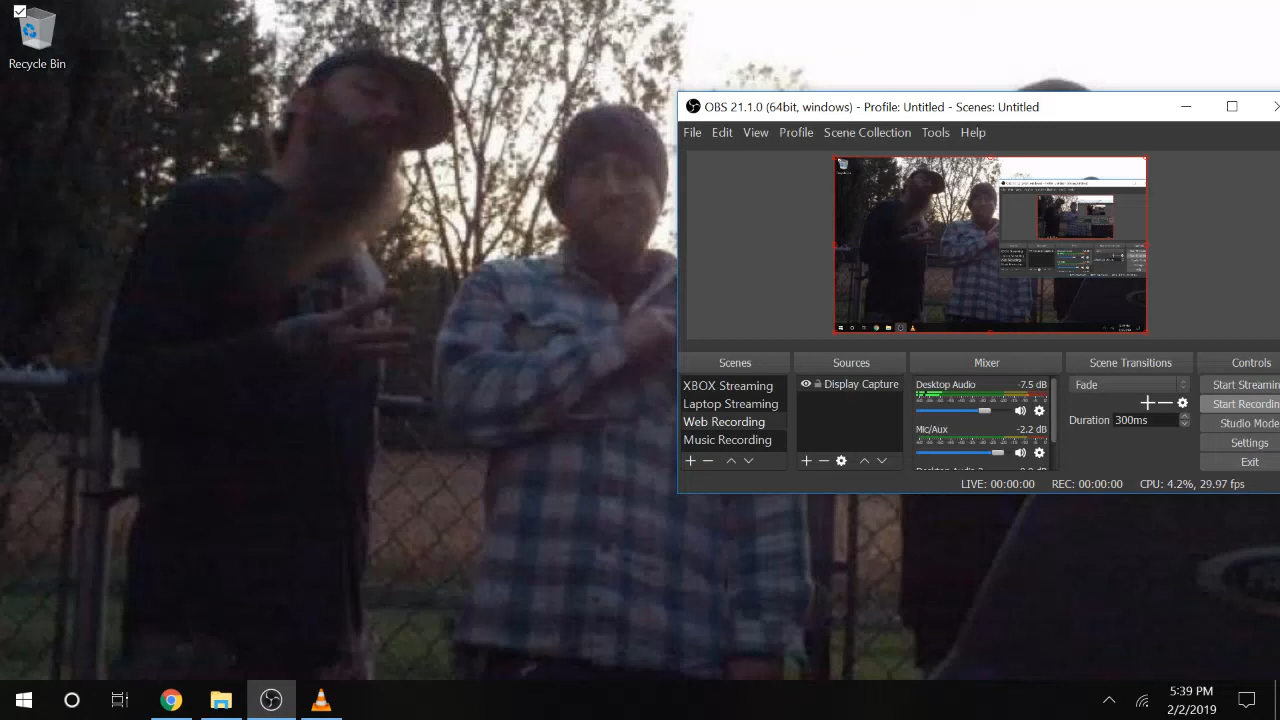 Recycle Bin
OBS 21.1.0 (64bit, windows) - Profile: Untitled - Scenes: Untitled
File Edit View Profile Scene Collection Tools Help
Scenes Sources Mixer Scene Transitions Controls
XBOX Streaming
Laptop Streaming
Web Recording
Music Recording
Display Capture
Desktop Audio -7.5 dB
Mic/Aux -2.2 dB
Fade
Duration 300ms
Start Streamin
Start Recordin
Studio Mode
Settings
Exit
LIVE: 00:00:00 REC: 00:00:00 CPU: 4.2%, 29.97 fps
5:39 PM
2/2/2019